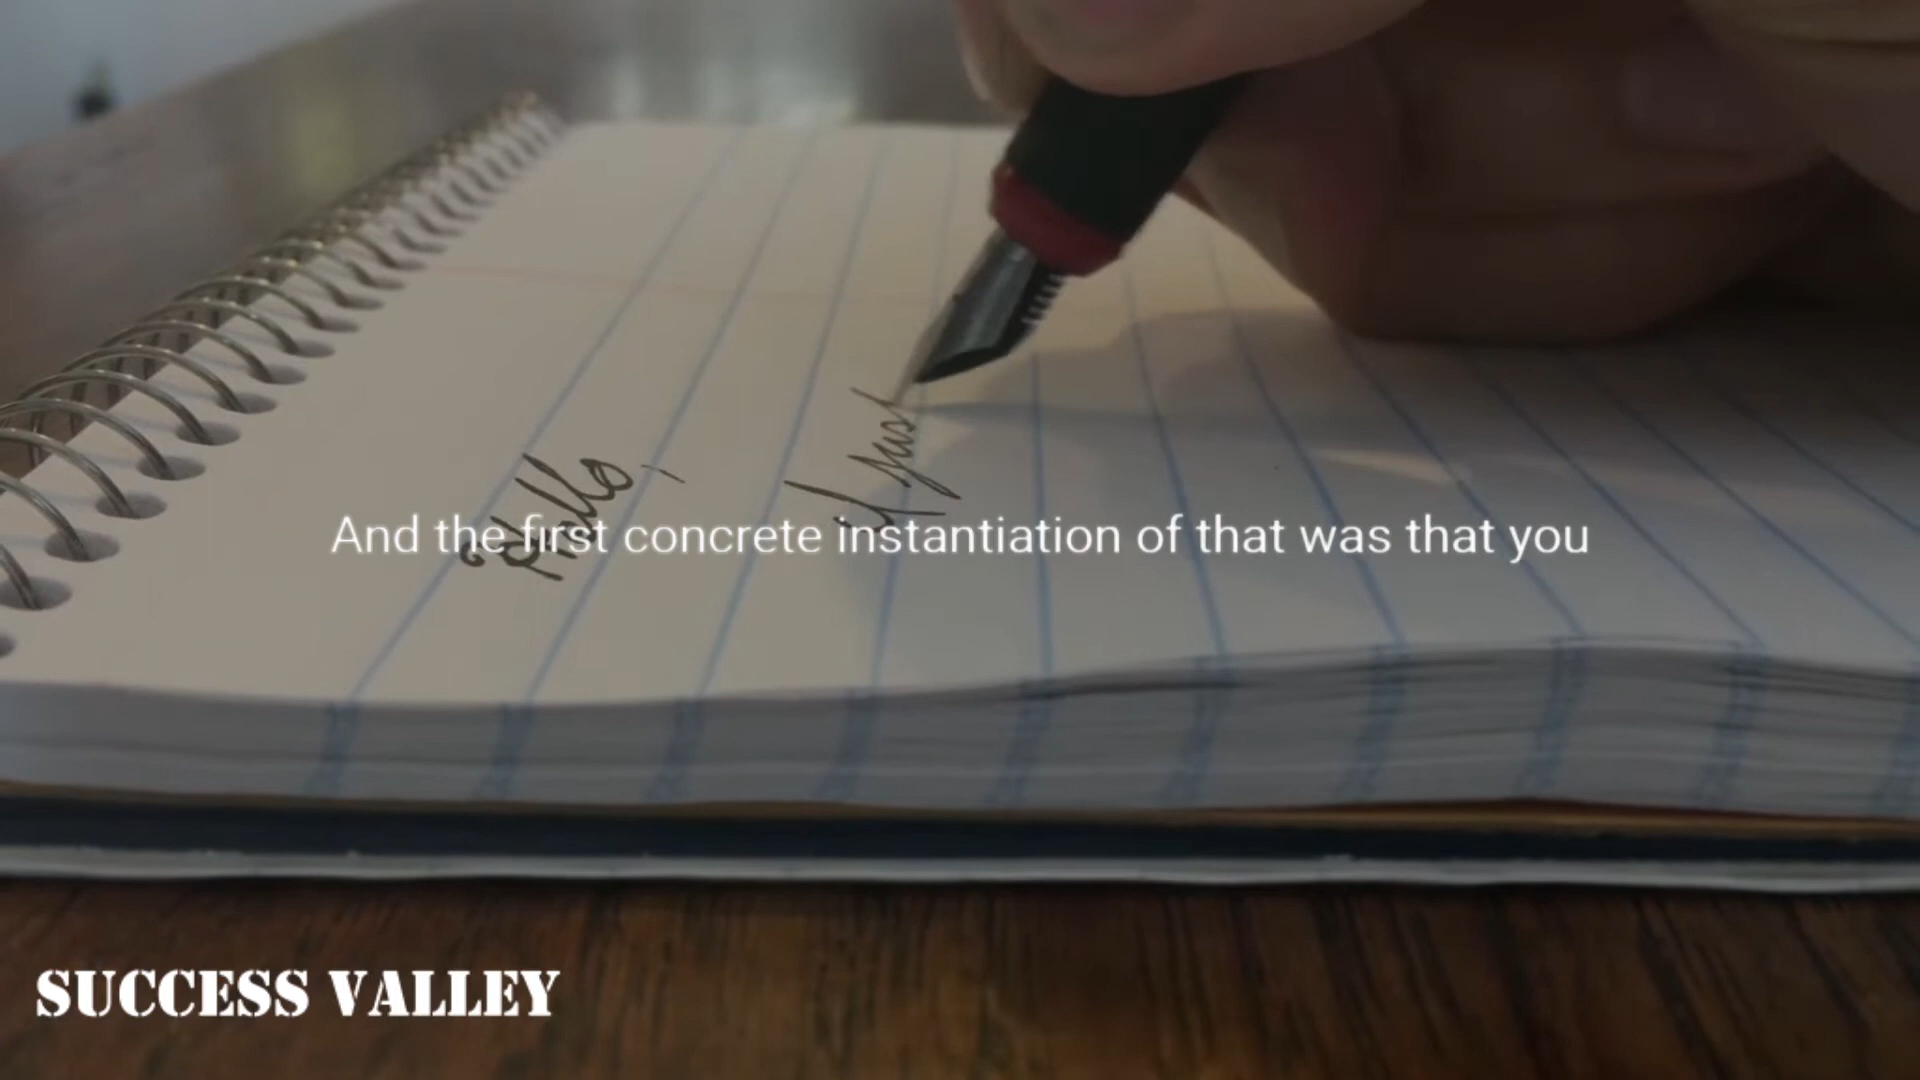 "Hello,
I just
And the first concrete instantiation of that was that you
SUCCESS VALLEY